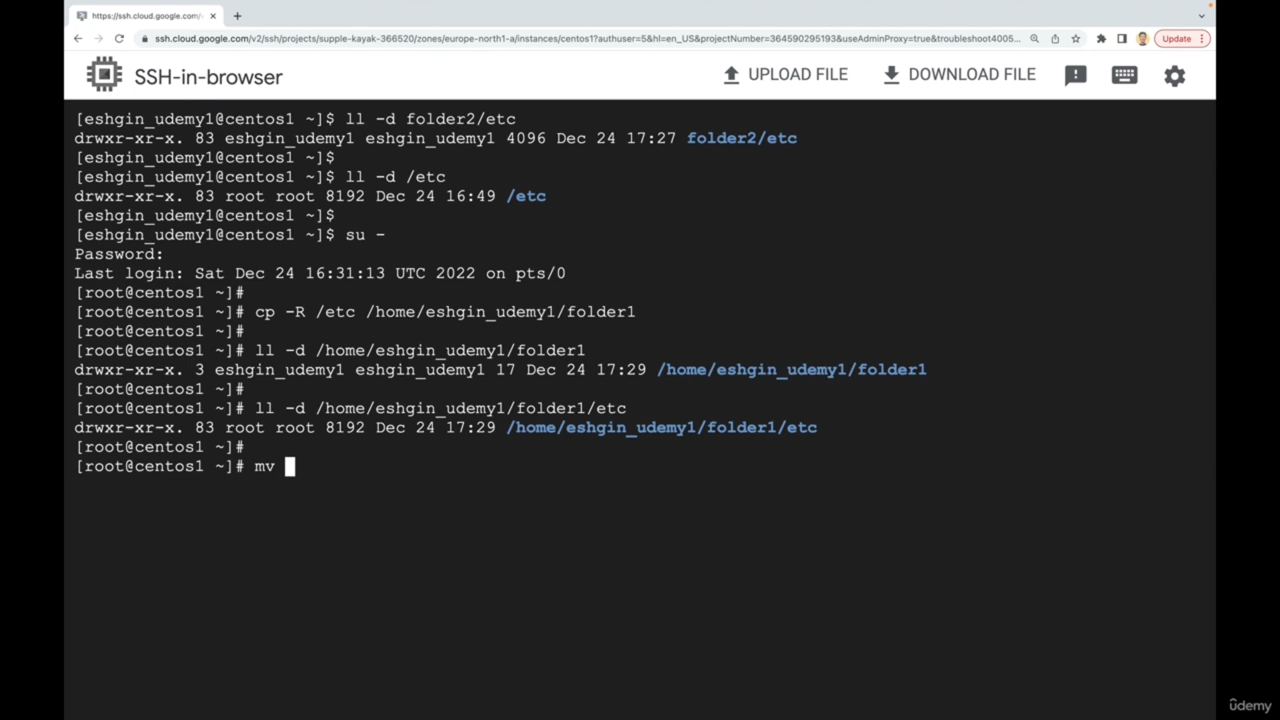 https://ssh.cloud.google.com/v
ssh.cloud.google.com/v2/ssh/projects/supple-kayak-366520/zones/europe-north1-a/instances/centos1?authuser=5&hl=en_US&projectNumber=364590295193&useAdminProxy=true&troubleshoot4005...
Update
SSH-in-browser
UPLOAD FILE
DOWNLOAD FILE
[eshgin_udemy1@centos1 ~]$ ll -d folder2/etc
drwxr-xr-x. 83 eshgin_udemy1 eshgin_udemy1 4096 Dec 24 17:27 folder2/etc
[eshgin_udemy1@centos1 ~]$
[eshgin_udemy1@centos1 ~]$ ll -d /etc
drwxr-xr-x. 83 root root 8192 Dec 24 16:49 /etc
[eshgin_udemy1@centos1 ~]$
[eshgin_udemy1@centos1 ~]$ su -
Password:
Last login: Sat Dec 24 16:31:13 UTC 2022 on pts/0
[root@centos1 ~]#
[root@centos1 ~]# cp -R /etc /home/eshgin_udemy1/folder1
[root@centos1 ~]#
[root@centos1 ~]# ll -d /home/eshgin_udemy1/folder1
drwxr-xr-x. 3 eshgin_udemy1 eshgin_udemy1 17 Dec 24 17:29 /home/eshgin_udemy1/folder1
[root@centos1 ~]#
[root@centos1 ~]# ll -d /home/eshgin_udemy1/folder1/etc
drwxr-xr-x. 83 root root 8192 Dec 24 17:29 /home/eshgin_udemy1/folder1/etc
[root@centos1 ~]#
[root@centos1 ~]# mv
ûdemy